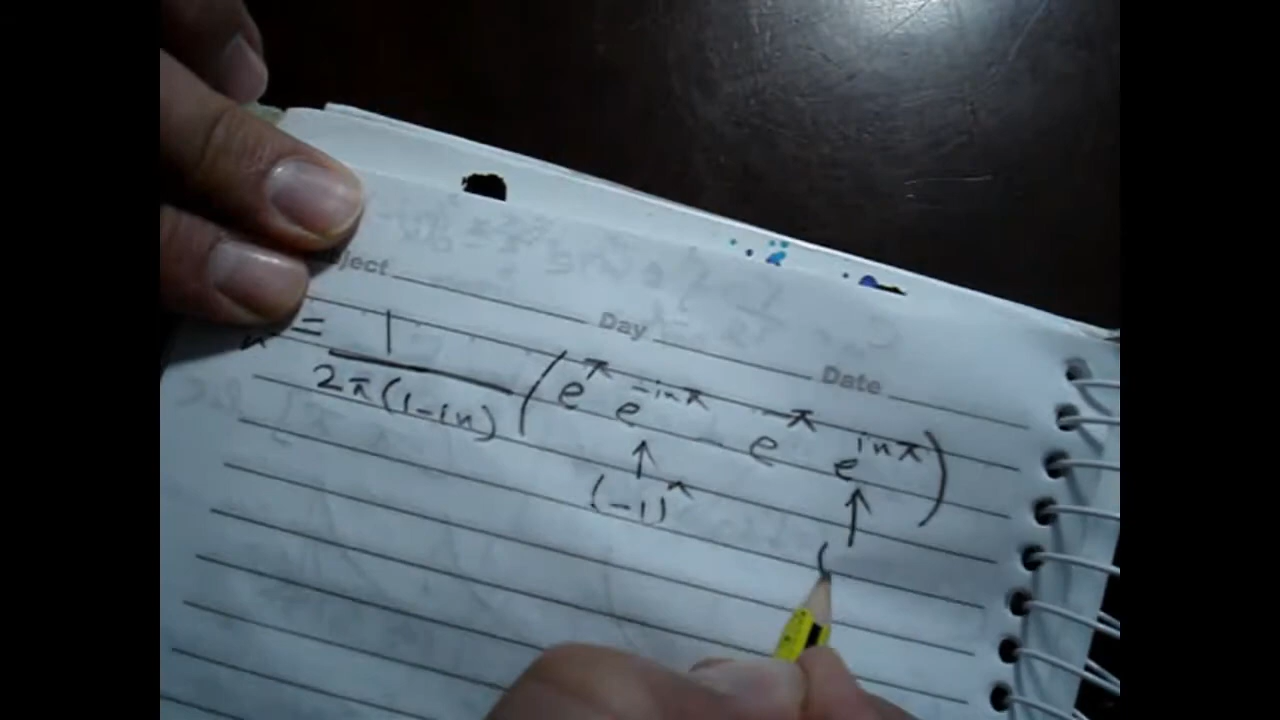 Subject Day Date
n = 1 / 2π(1-in) (e^π e^-inπ - e^-π e^inπ)
↑ ↑
(-1)^n (